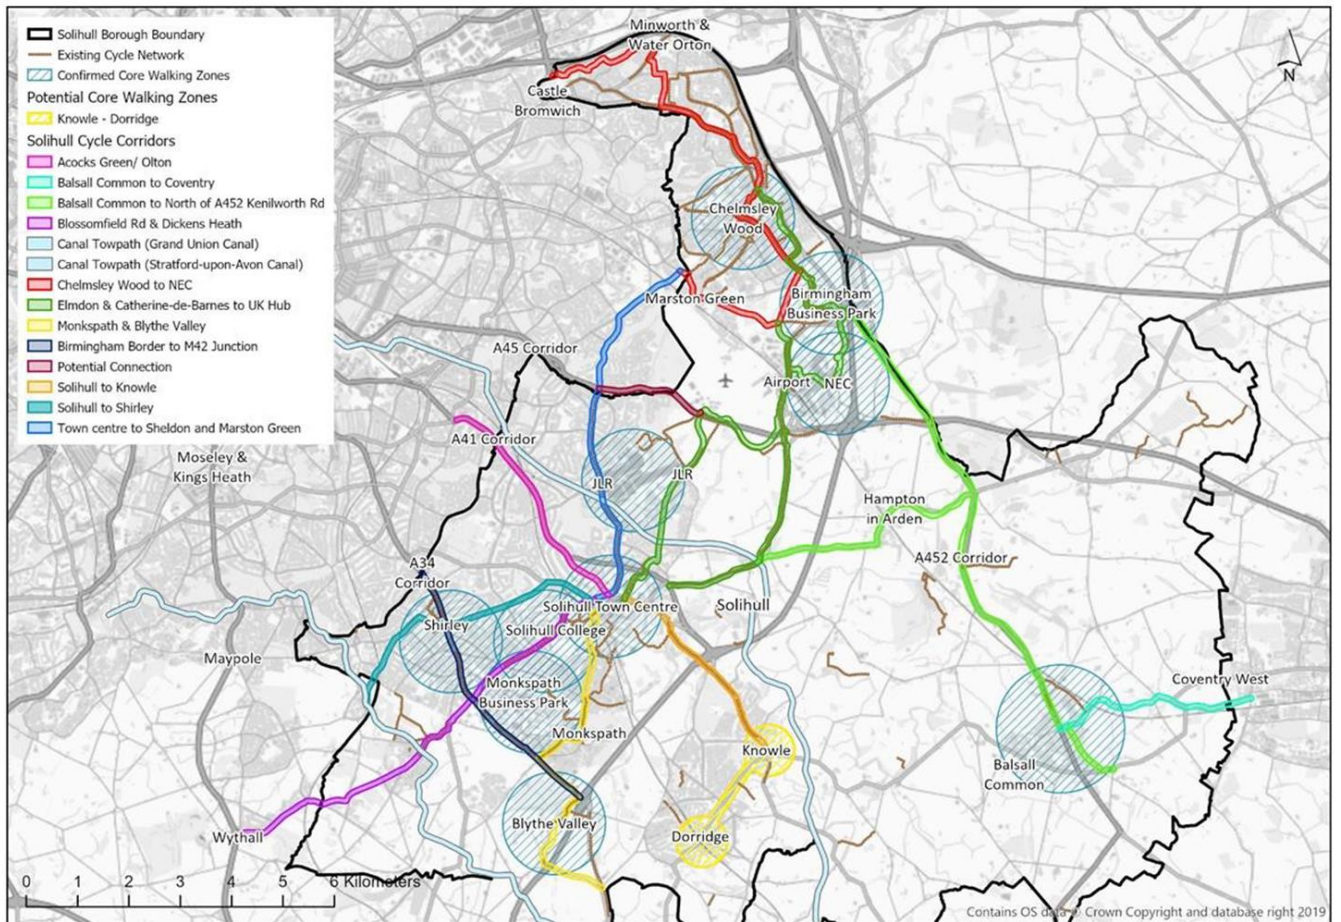 Solihull Borough Boundary
Existing Cycle Network
Confirmed Core Walking Zones
Potential Core Walking Zones
Knowle - Dorridge
Solihull Cycle Corridors
Acocks Green/ Olton
Balsall Common to Coventry
Balsall Common to North of A452 Kenilworth Rd
Blossomfield Rd & Dickens Heath
Canal Towpath (Grand Union Canal)
Canal Towpath (Stratford-upon-Avon Canal)
Chelmsley Wood to NEC
Elmdon & Catherine-de-Barnes to UK Hub
Monkspath & Blythe Valley
Birmingham Border to M42 Junction
Potential Connection
Solihull to Knowle
Solihull to Shirley
Town centre to Sheldon and Marston Green
Minworth &
Water Orton
N
Castle
Bromwich
Chelmsley
Wood
Marston Green
Birmingham
Business Park
A45 Corridor
Airport
NEC
A41 Corridor
Moseley &
Kings Heath
JLR
JLR
Hampton
in Arden
A452 Corridor
A34
Corridor
Solihull Town Centre
Solihull
Shirley
Solihull College
Maypole
Monkspath
Business Park
Coventry West
Monkspath
Knowle
Balsall
Common
Blythe Valley
Dorridge
Wythall
0 1 2 3 4 5 6 Kilometers
Contains OS data © Crown Copyright and database right 2019